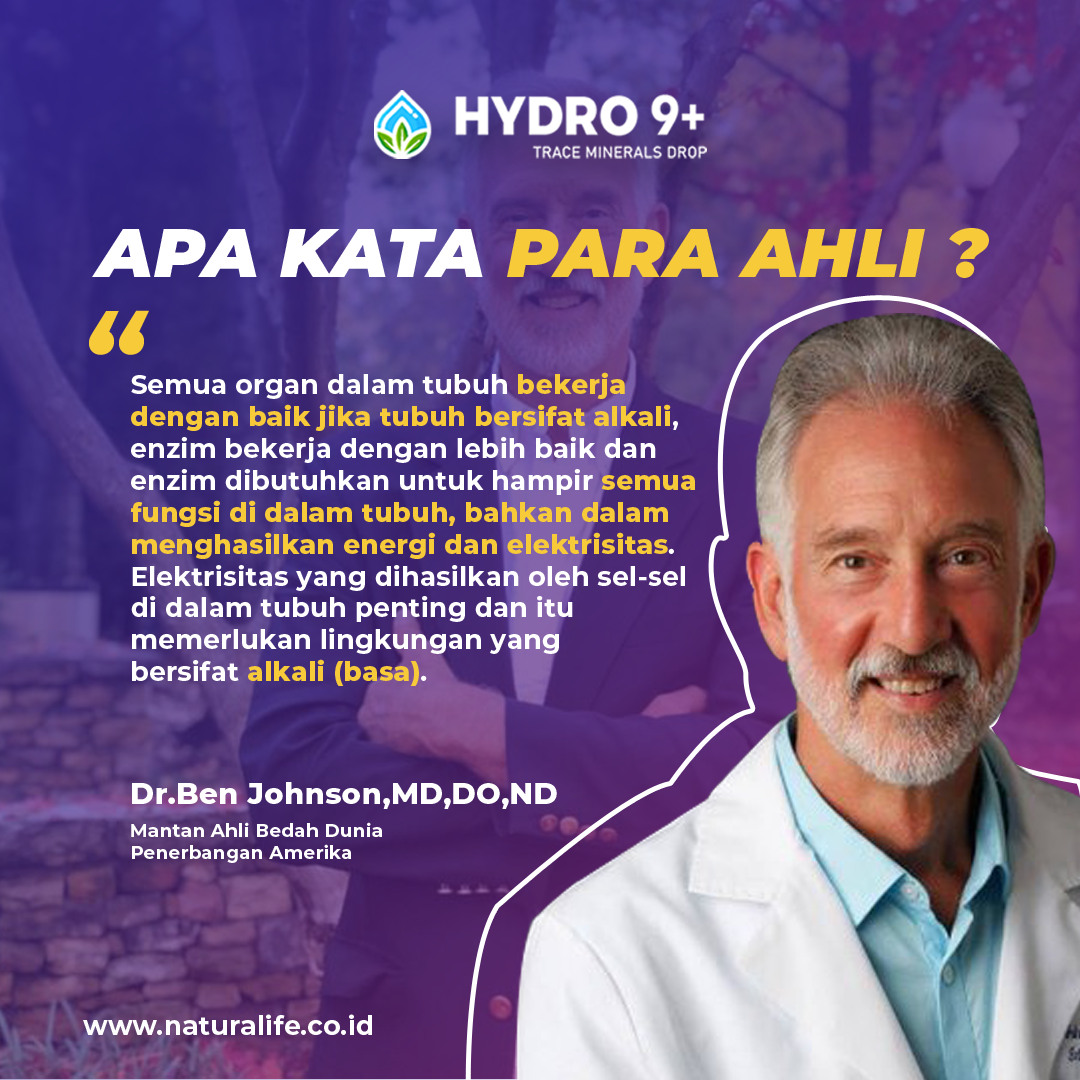 HYDRO 9+
TRACE MINERALS DROP
APA KATA PARA AHLI ?
“
Semua organ dalam tubuh bekerja
dengan baik jika tubuh bersifat alkali,
enzim bekerja dengan lebih baik dan
enzim dibutuhkan untuk hampir semua
fungsi di dalam tubuh, bahkan dalam
menghasilkan energi dan elektrisitas.
Elektrisitas yang dihasilkan oleh sel-sel
di dalam tubuh penting dan itu
memerlukan lingkungan yang
bersifat alkali (basa).
Dr.Ben Johnson,MD,DO,ND
Mantan Ahli Bedah Dunia
Penerbangan Amerika
www.naturalife.co.id